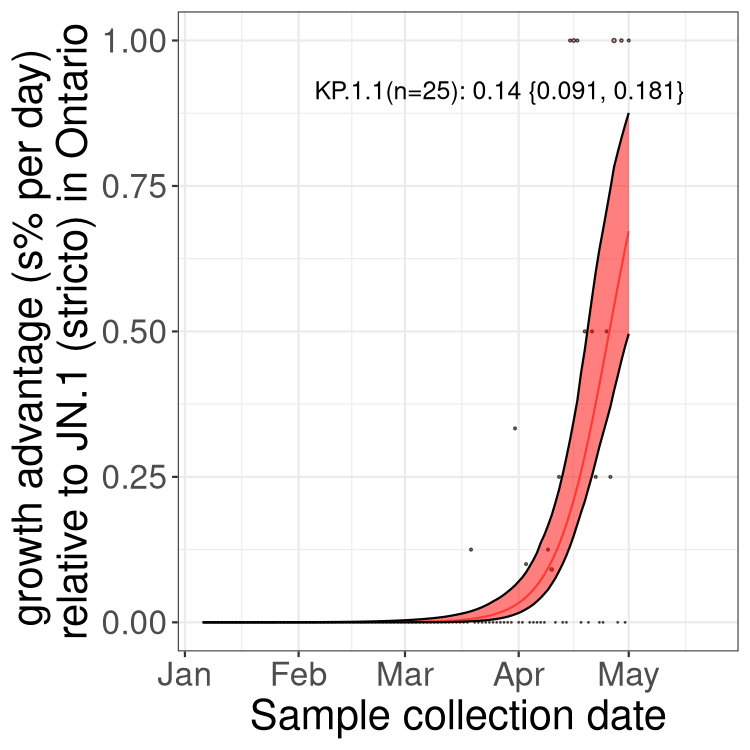 growth advantage (s% per day)
relative to JN.1 (stricto) in Ontario
1.00
0.75
0.50
0.25
0.00
KP.1.1(n=25): 0.14 {0.091, 0.181}
Jan Feb Mar Apr May
Sample collection date